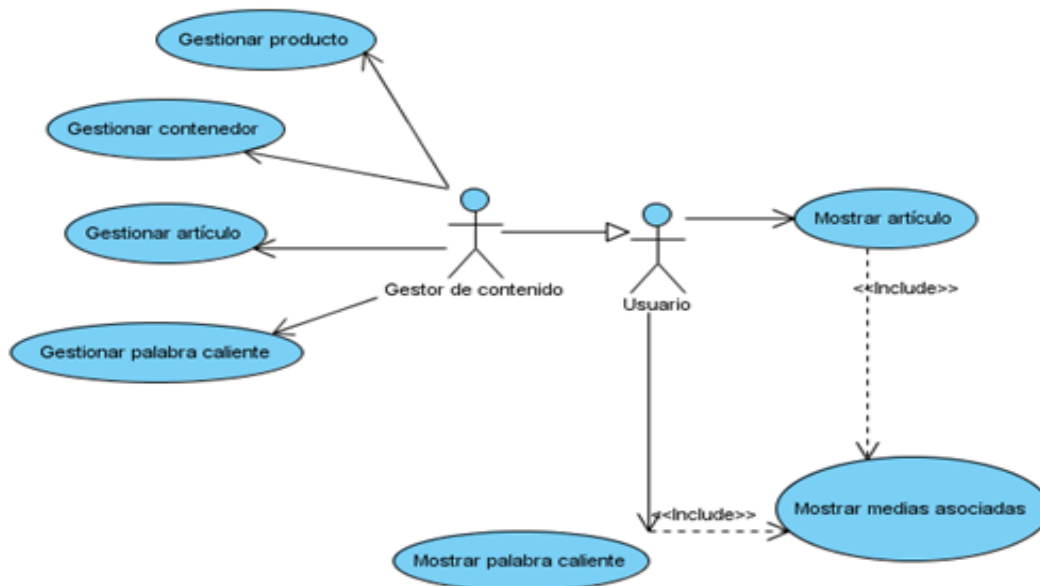 Gestionar producto
Gestionar contenedor
Gestionar artículo
Gestionar palabra caliente
Gestor de contenido
Usuario
Mostrar artículo
<<Include>>
Mostrar medias asociadas
<<Include>>
Mostrar palabra caliente